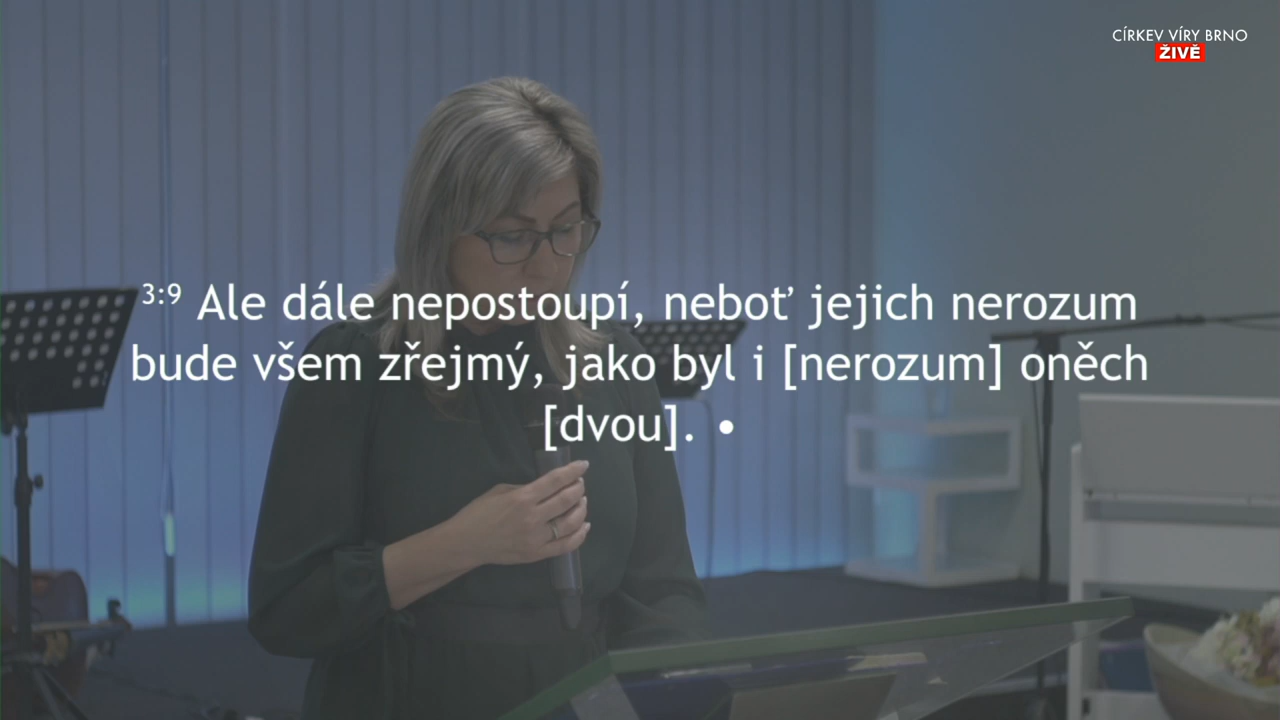 CÍRKEV VÍRY BRNO
ŽIVĚ
3:9 Ale dále nepostoupí, neboť jejich nerozum
bude všem zřejmý, jako byl i [nerozum] oněch
[dvou]. •